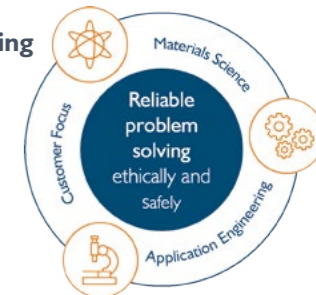 ing
Materials Science
Customer Focus
Reliable
problem
solving
ethically and
safely
Application Engineering